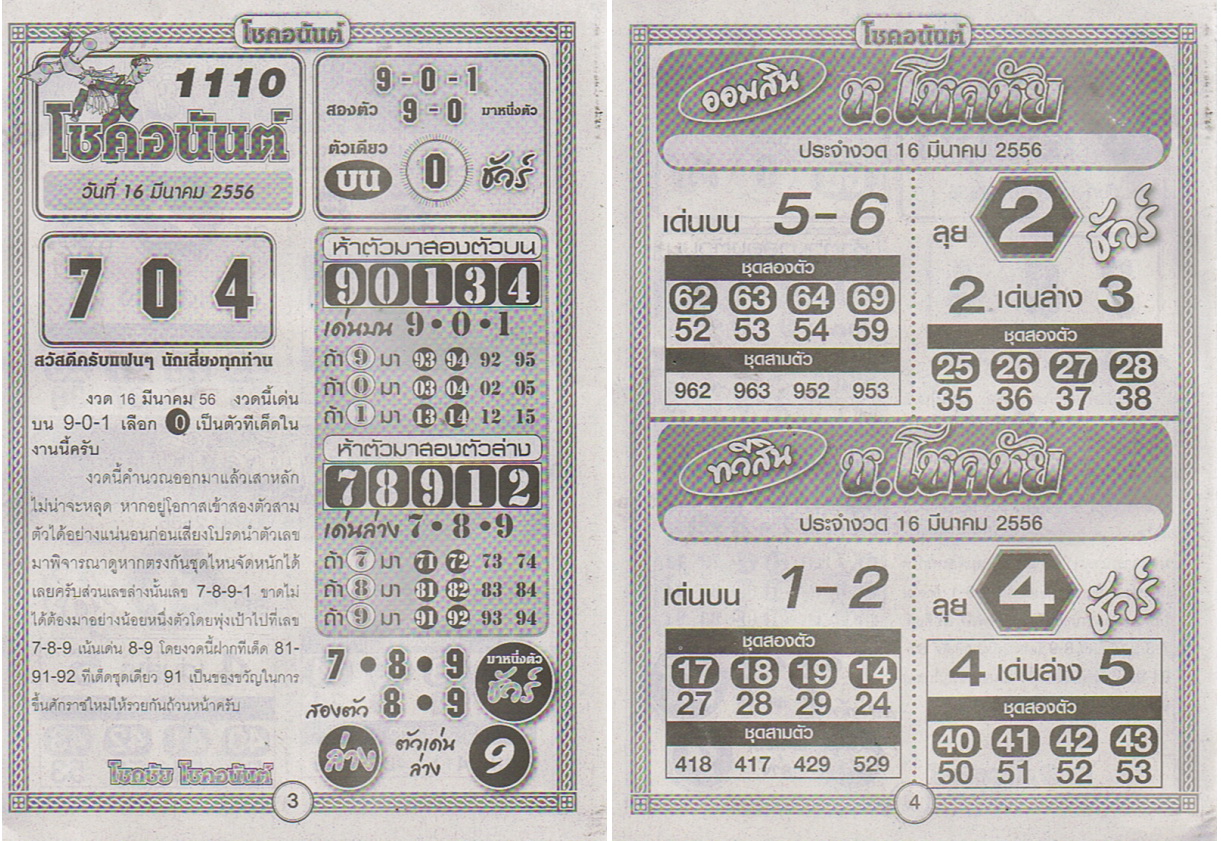 โชคอนันต์
1110
โชคอนันต์
วันที่ 16 มีนาคม 2556
9-0-1
สองตัว 9-0 มาหนึ่งตัว
ตัวเดียว
บน 0 ชัวร์
7 0 4
สวัสดีครับแฟนๆ นักเสี่ยงทุกท่าน
งวด 16 มีนาคม 56 งวดนี้เด่น
บน 9-0-1 เลือก 0 เป็นตัวทีเด็ดใน
งานนี้ครับ
งวดนี้คำนวณออกมาแล้วเสาหลัก
ไม่น่าจะหลุด หากอยู่โอกาสเข้าสองตัวสาม
ตัวได้อย่างแน่นอนก่อนเสี่ยงโปรดนำตัวเลข
มาพิจารณาดูหากตรงกันชุดไหนจัดหนักได้
เลยครับส่วนเลขล่างนั้นเลข 7-8-9-1 ขาดไม่
ได้ต้องมาอย่างน้อยหนึ่งตัวโดยพุ่งเป้าไปที่เลข
7-8-9 เน้นเด่น 8-9 โดยงวดนี้ฝากทีเด็ด 81-
91-92 ทีเด็ดชุดเดียว 91 เป็นของขวัญในการ
ขึ้นศักราชใหม่ให้รวยกันถ้วนหน้าครับ
โชคชัย โชคอนันต์
ห้าตัวมาสองตัวบน
90134
เด่นบน 9•0•1
ถ้า 9 มา 93 94 92 95
ถ้า 0 มา 03 04 02 05
ถ้า 1 มา 13 14 12 15
ห้าตัวมาสองตัวล่าง
78912
เด่นล่าง 7•8•9
ถ้า 7 มา 71 72 73 74
ถ้า 8 มา 81 82 83 84
ถ้า 9 มา 91 92 93 94
7•8•9 มาหนึ่งตัว
สองตัว 8•9 ชัวร์
ล่าง ตัวเด่น 9
ล่าง
3
โชคอนันต์
ออมสิน ช.โชคชัย
ประจำงวด 16 มีนาคม 2556
เด่นบน 5-6
ชุดสองตัว
62 63 64 69
52 53 54 59
ชุดสามตัว
962 963 952 953
ลุย 2 ชัวร์
2 เด่นล่าง 3
ชุดสองตัว
25 26 27 28
35 36 37 38
ทวีสิน ช.โชคชัย
ประจำงวด 16 มีนาคม 2556
เด่นบน 1-2
ชุดสองตัว
17 18 19 14
27 28 29 24
ชุดสามตัว
418 417 429 529
ลุย 4 ชัวร์
4 เด่นล่าง 5
ชุดสองตัว
40 41 42 43
50 51 52 53
4